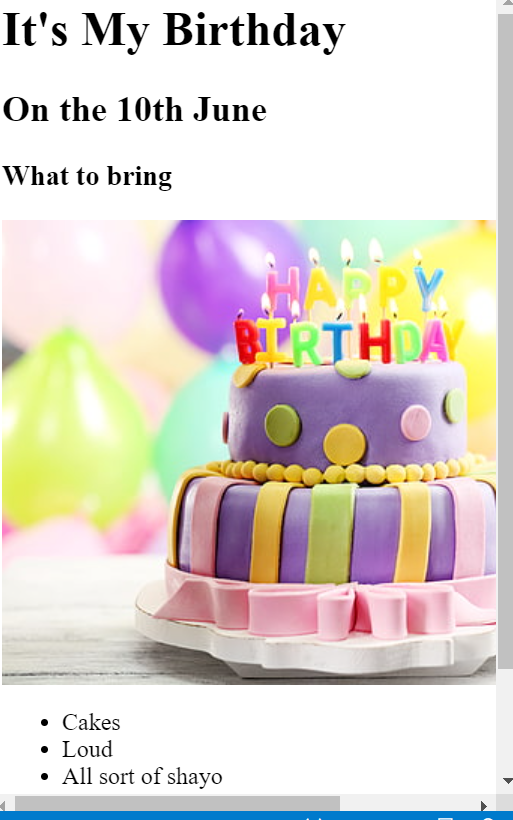 It's My Birthday
On the 10th June
What to bring
HAPPY
BIRTHDAY
Cakes
Loud
All sort of shayo